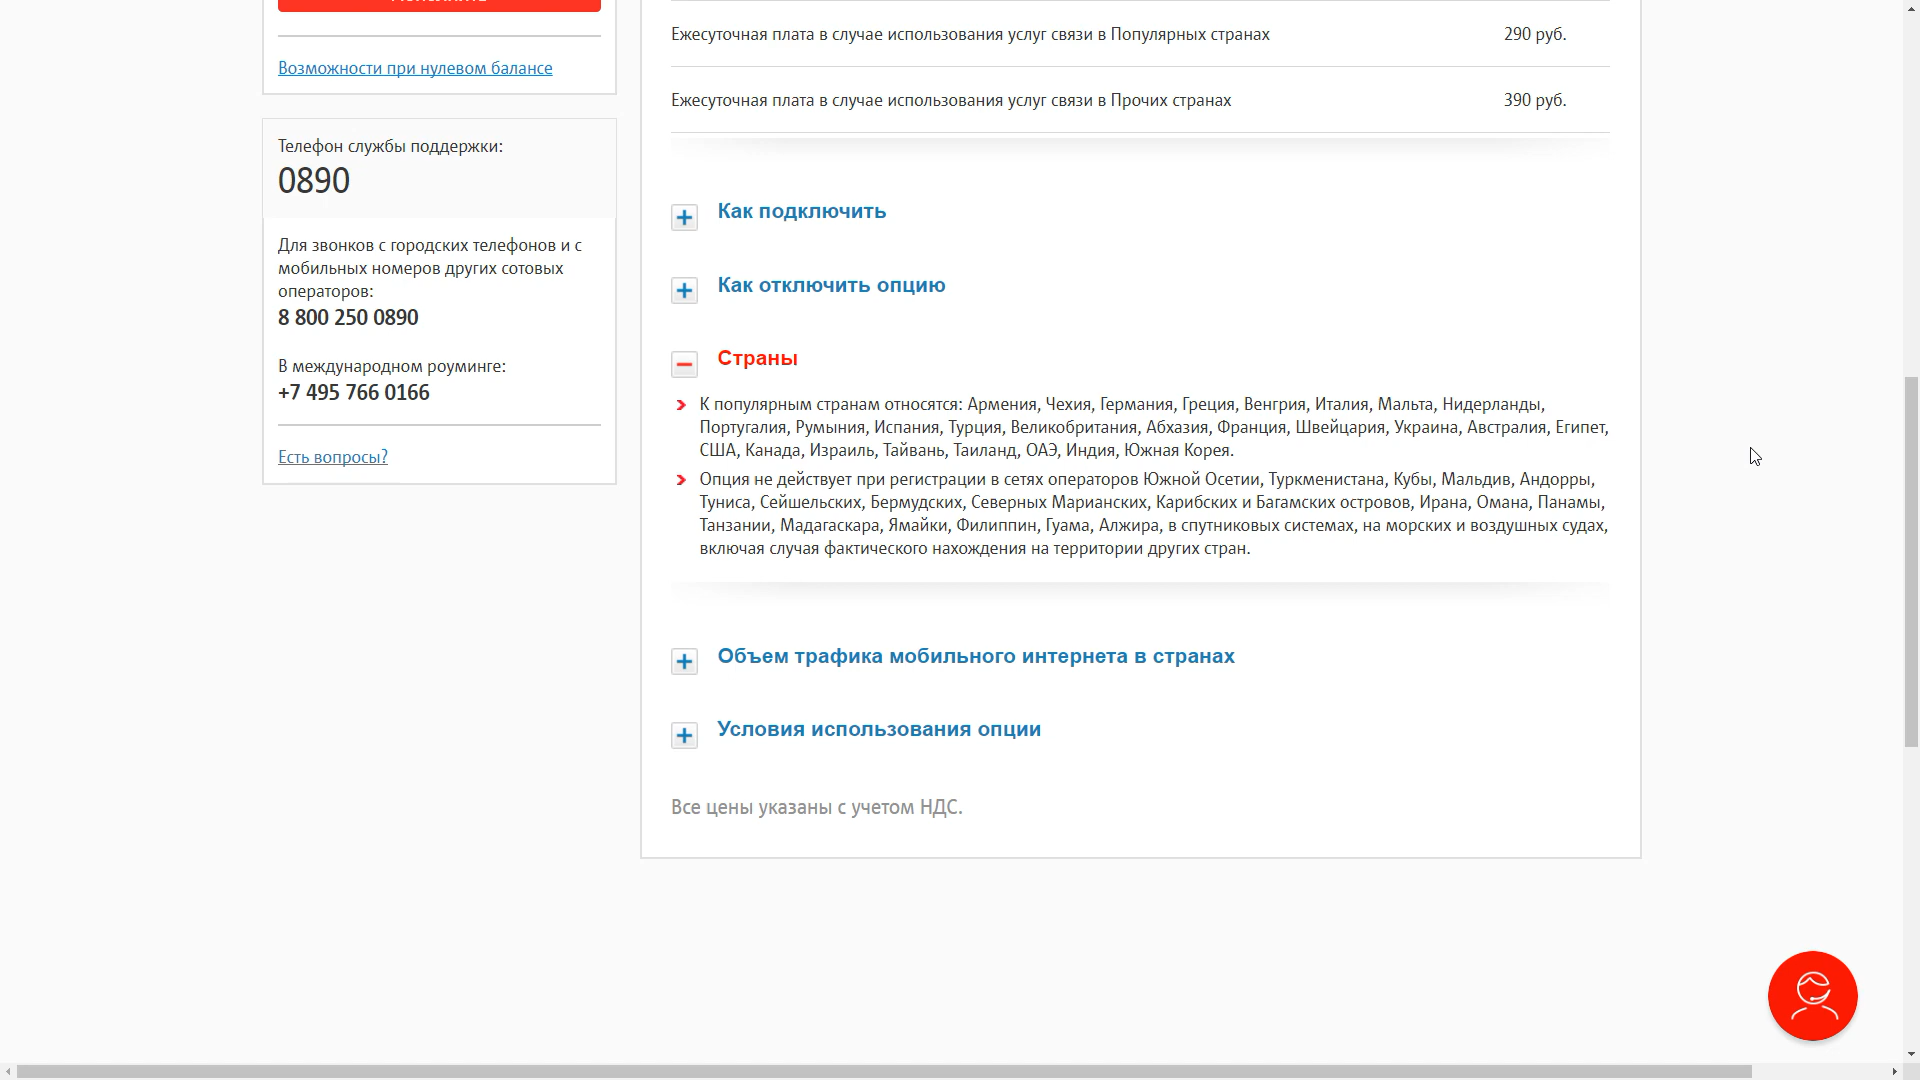 Возможности при нулевом балансе
Телефон службы поддержки:
0890
Для звонков с городских телефонов и с
мобильных номеров других сотовых
операторов:
8 800 250 0890
В международном роуминге:
+7 495 766 0166
Есть вопросы?
Ежесуточная плата в случае использования услуг связи в Популярных странах 290 руб.
Ежесуточная плата в случае использования услуг связи в Прочих странах 390 руб.
Как подключить
Как отключить опцию
Страны
К популярным странам относятся: Армения, Чехия, Германия, Греция, Венгрия, Италия, Мальта, Нидерланды,
Португалия, Румыния, Испания, Турция, Великобритания, Абхазия, Франция, Швейцария, Украина, Австралия, Египет,
США, Канада, Израиль, Тайвань, Таиланд, ОАЭ, Индия, Южная Корея.
Опция не действует при регистрации в сетях операторов Южной Осетии, Туркменистана, Кубы, Мальдив, Андорры,
Туниса, Сейшельских, Бермудских, Северных Марианских, Карибских и Багамских островов, Ирана, Омана, Панамы,
Танзании, Мадагаскара, Ямайки, Филиппин, Гуама, Алжира, в спутниковых системах, на морских и воздушных судах,
включая случая фактического нахождения на территории других стран.
Объем трафика мобильного интернета в странах
Условия использования опции
Все цены указаны с учетом НДС.